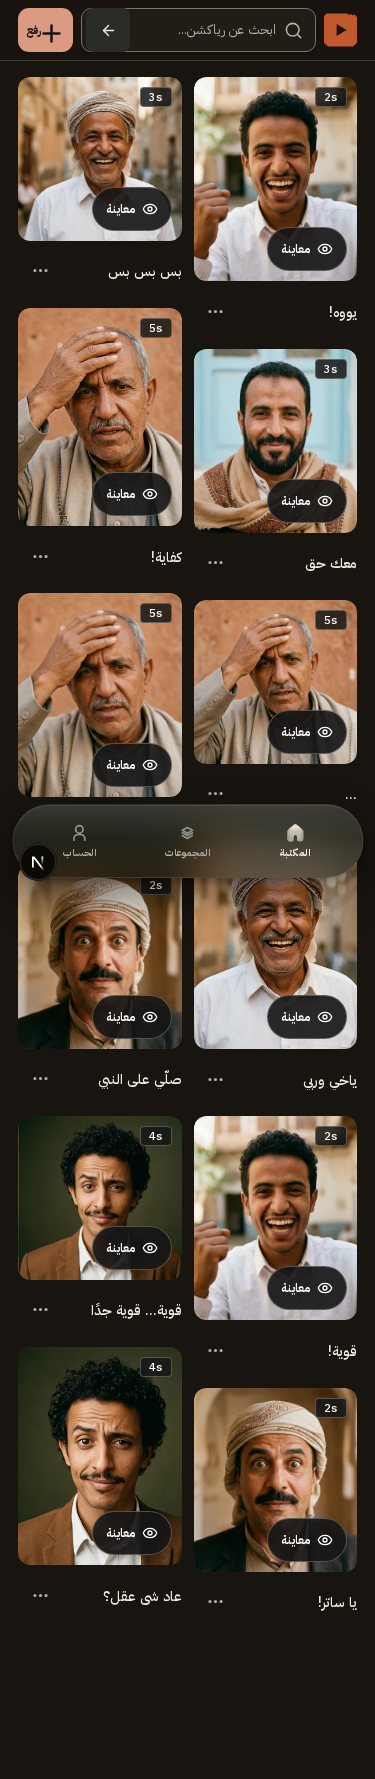 ابحث عن رياكشن...
رفع
2s
معاينة
يووه!
3s
معاينة
بس بس بس
3s
معاينة
معك حق
5s
معاينة
كفاية!
5s
معاينة
...
5s
معاينة
المكتبة
المجموعات
الحساب
N
معاينة
ياخي وربي
2s
معاينة
صلّي على النبي
2s
معاينة
قوية!
4s
معاينة
قوية... قوية جدًا
2s
معاينة
يا ساتر!
4s
معاينة
عاد شي عقل؟